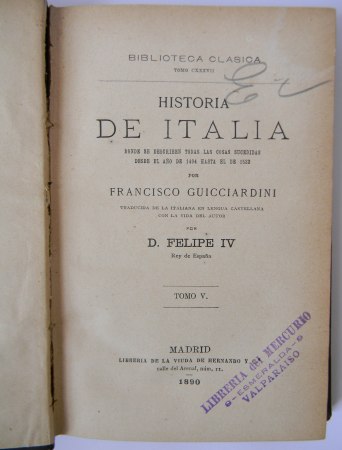 BIBLIOTECA CLASICA
TOMO CXXXVII
HISTORIA
DE ITALIA
DONDE SE DESCRIBEN TODAS LAS COSAS SUCEDIDAS
DESDE EL AÑO DE 1494 HASTA EL DE 1532
POR
FRANCISCO GUICCIARDINI
TRADUCIDA DE LA ITALIANA EN LENGUA CASTELLANA
CON LA VIDA DEL AUTOR
POR
D. FELIPE IV
Rey de España
TOMO V.
MADRID
LIBRERIA DE LA VIUDA DE HERNANDO Y
calle del Arenal, núm. 11.
1890
LIBRERIA del MERCURIO
ESMERALDA
VALPARAISO